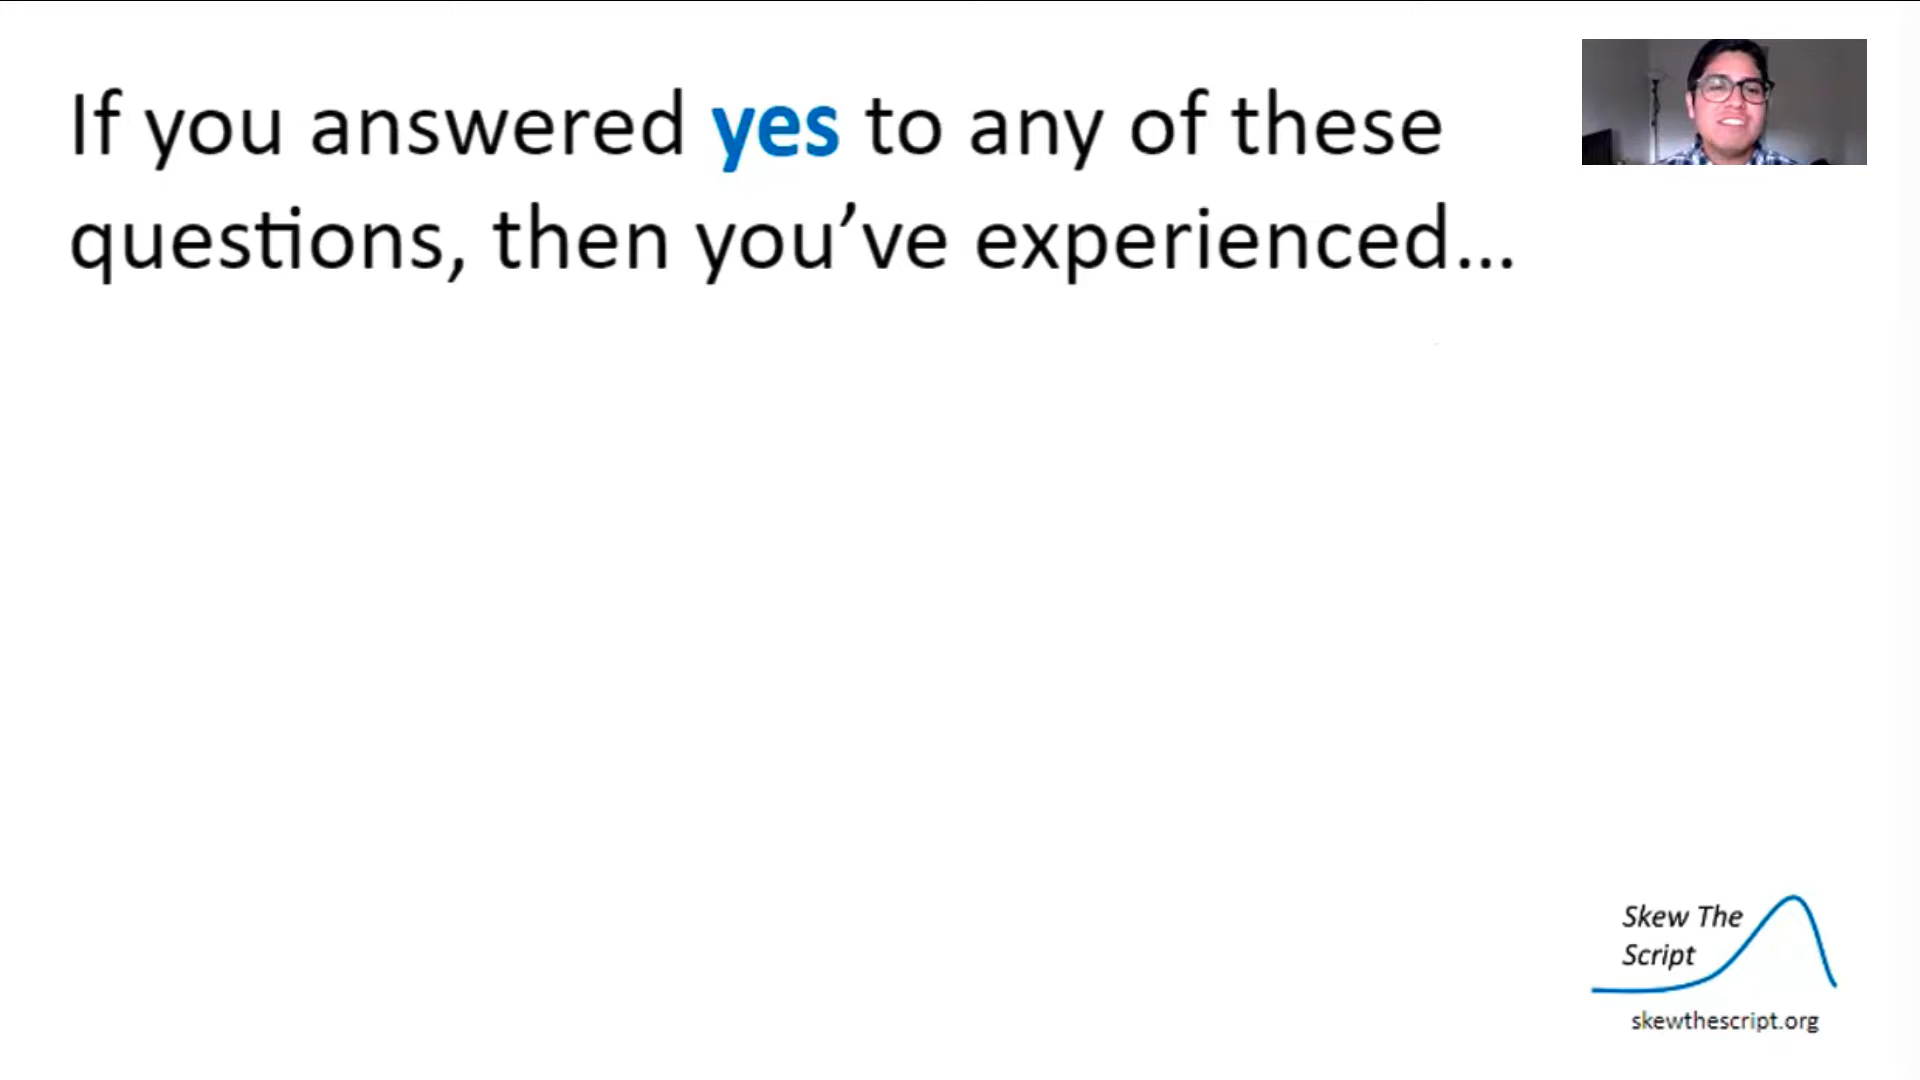 If you answered yes to any of these
questions, then you’ve experienced...
Skew The
Script
skewthescript.org